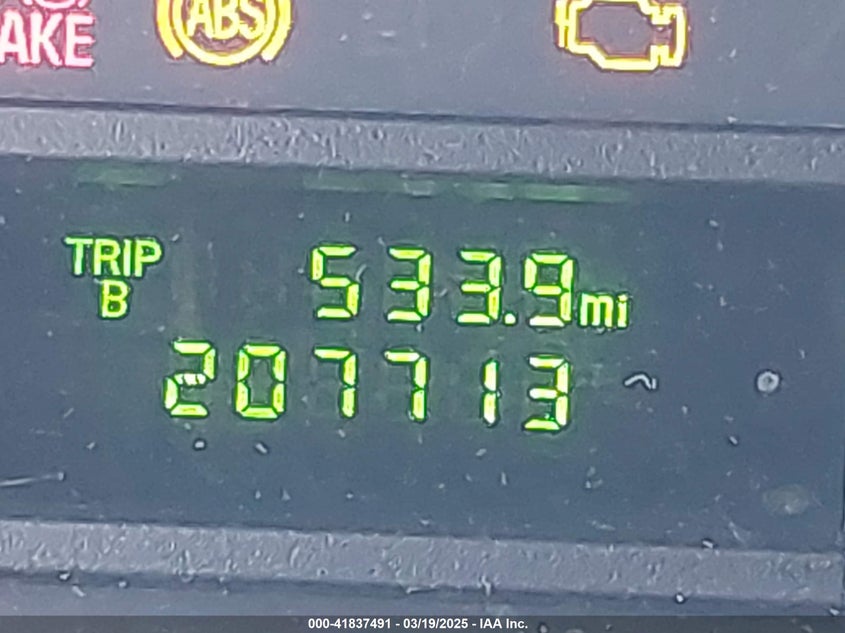 AKE
ABS
TRIP
B
533.9mi
207713
000-41837491 - 03/19/2025 - IAA Inc.